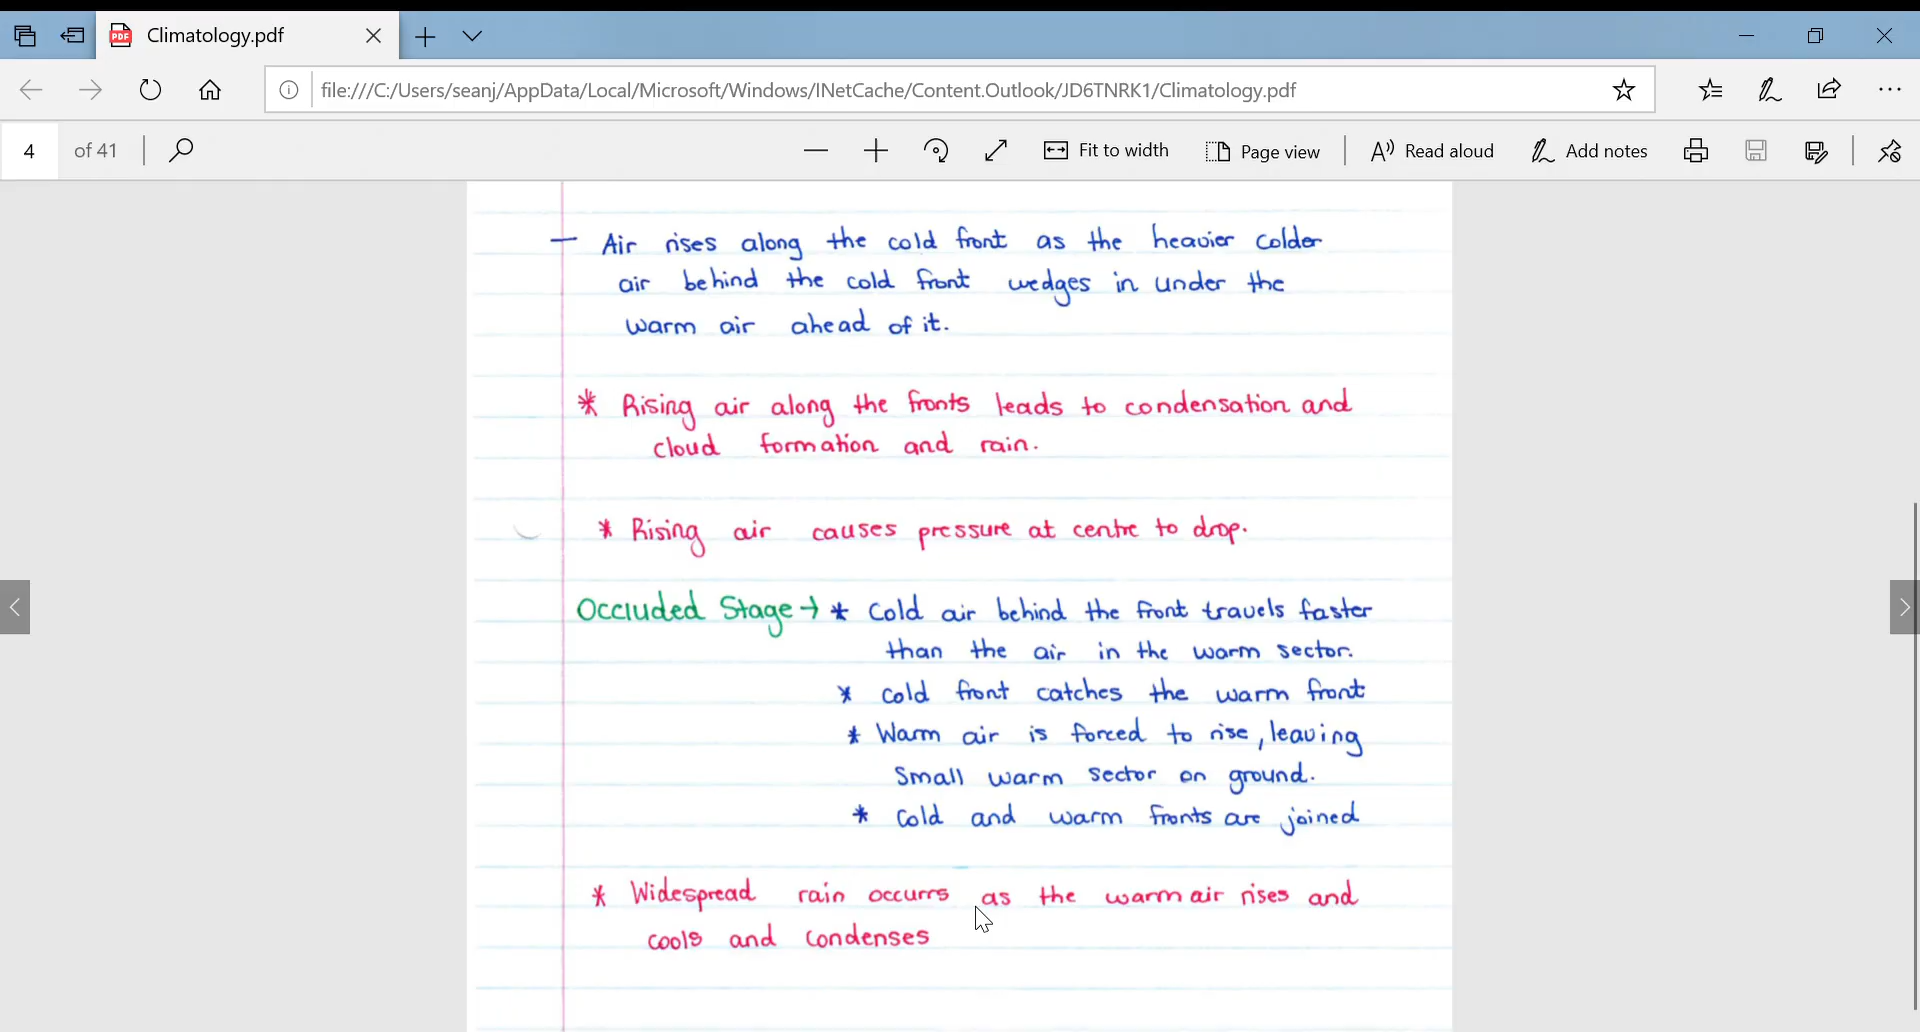 Climatology.pdf
file:///C:/Users/seanj/AppData/Local/Microsoft/Windows/INetCache/Content.Outlook/JD6TNRK1/Climatology.pdf
4 of 41 Fit to width Page view Read aloud Add notes
— Air rises along the cold front as the heavier colder
air behind the cold front wedges in under the
warm air ahead of it.
* Rising air along the fronts leads to condensation and
cloud formation and rain.
* Rising air causes pressure at centre to drop.
Occluded Stage → * Cold air behind the front travels faster
than the air in the warm sector.
* cold front catches the warm front
* Warm air is forced to rise, leaving
small warm sector on ground.
* Cold and warm fronts are joined
* Widespread rain occurrs as the warm air rises and
cools and condenses